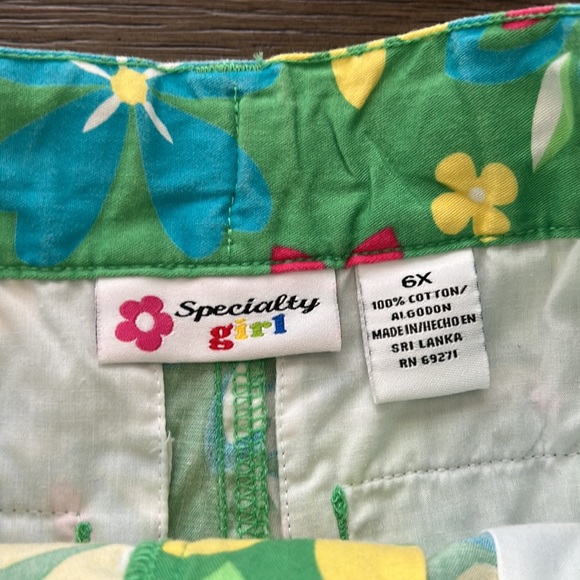 Specialty
girl
6X
100% COTTON/
ALGODON
MADE IN/HECHO EN
SRI LANKA
RN 69271